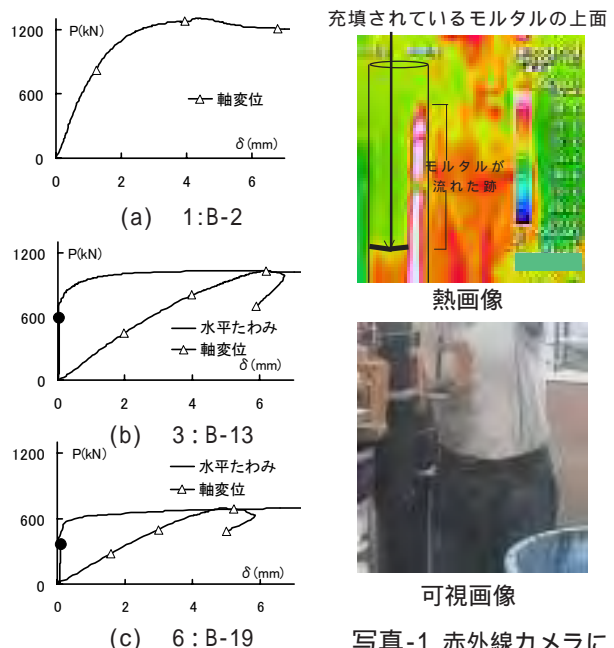 1200
P(kN)
600
軸変位
δ(mm)
0
0
2
4
6
(a) 1:B-2
1200
P(kN)
600
水平たわみ
軸変位
δ(mm)
0
0
2
4
6
(b) 3:B-13
1200
P(kN)
水平たわみ
軸変位
600
δ(mm)
0
0
2
4
6
(c) 6:B-19
充填されているモルタルの上面
モルタルが
流れた跡
熱画像
可視画像
写真-1 赤外線カメラに